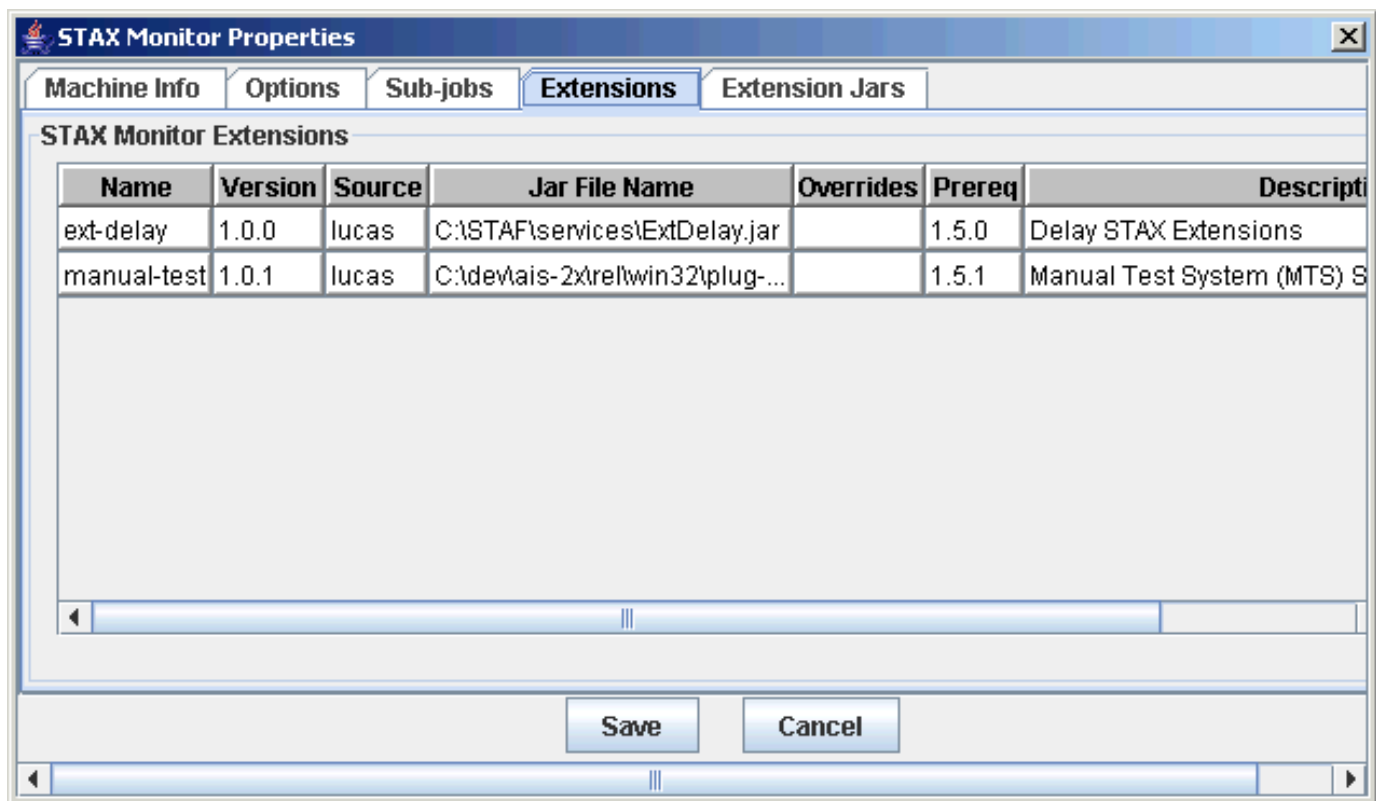 STAX Monitor Properties
Machine Info Options Sub-jobs Extensions Extension Jars
STAX Monitor Extensions
Name Version Source Jar File Name Overrides Prereq Descripti
ext-delay 1.0.0 lucas C:\STAF\services\ExtDelay.jar 1.5.0 Delay STAX Extensions
manual-test 1.0.1 lucas C:\dev\ais-2x\rel\win32\plug-... 1.5.1 Manual Test System (MTS) S
Save Cancel